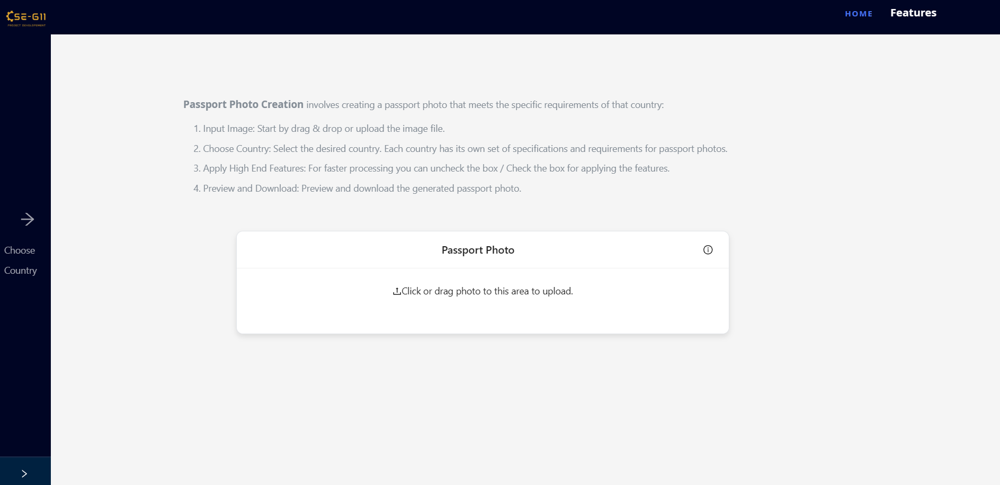 CSE-G11
PROJECT DEVELOPEMENT
HOME
Features
Passport Photo Creation involves creating a passport photo that meets the specific requirements of that country:
1. Input Image: Start by drag & drop or upload the image file.
2. Choose Country: Select the desired country. Each country has its own set of specifications and requirements for passport photos.
3. Apply High End Features: For faster processing you can uncheck the box / Check the box for applying the features.
4. Preview and Download: Preview and download the generated passport photo.
Choose
Country
Passport Photo
Click or drag photo to this area to upload.